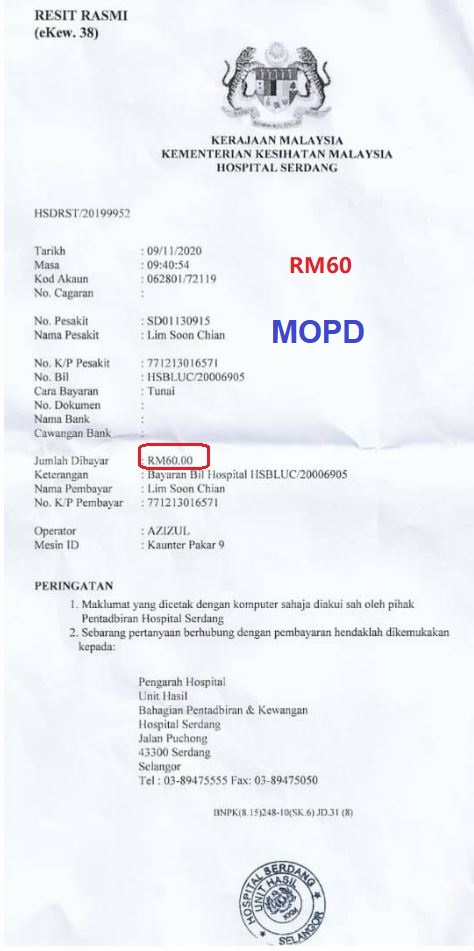 RESIT RASMI
(eKew. 38)
KERAJAAN MALAYSIA
KEMENTERIAN KESIHATAN MALAYSIA
HOSPITAL SERDANG
HSDRST/20199952
Tarikh : 09/11/2020
Masa : 09:40:54
RM60
Kod Akaun : 062801/72119
No. Cagaran :
No. Pesakit : SD01130915
MOPD
Nama Pesakit : Lim Soon Chian
No. K/P Pesakit : 771213016571
No. Bil : HSBLUC/20006905
Cara Bayaran : Tunai
No. Dokumen :
Nama Bank :
Cawangan Bank :
Jumlah Dibayar : RM60.00
Keterangan : Bayaran Bil Hospital HSBLUC/20006905
Nama Pembayar : Lim Soon Chian
No. K/P Pembayar : 771213016571
Operator : AZIZUL
Mesin ID : Kaunter Pakar 9
PERINGATAN
1. Maklumat yang dicetak dengan komputer sahaja diakui sah oleh pihak
Pentadbiran Hospital Serdang
2. Sebarang pertanyaan berhubung dengan pembayaran hendaklah dikemukakan
kepada:
Pengarah Hospital
Unit Hasil
Bahagian Pentadbiran & Kewangan
Hospital Serdang
Jalan Puchong
43300 Serdang
Selangor
Tel : 03-89475555 Fax: 03-89475050
BNPK(8.15)248-10(SK.6) JD.31 (8)
HOSPITAL SERDANG
UNIT HASIL
SELANGOR